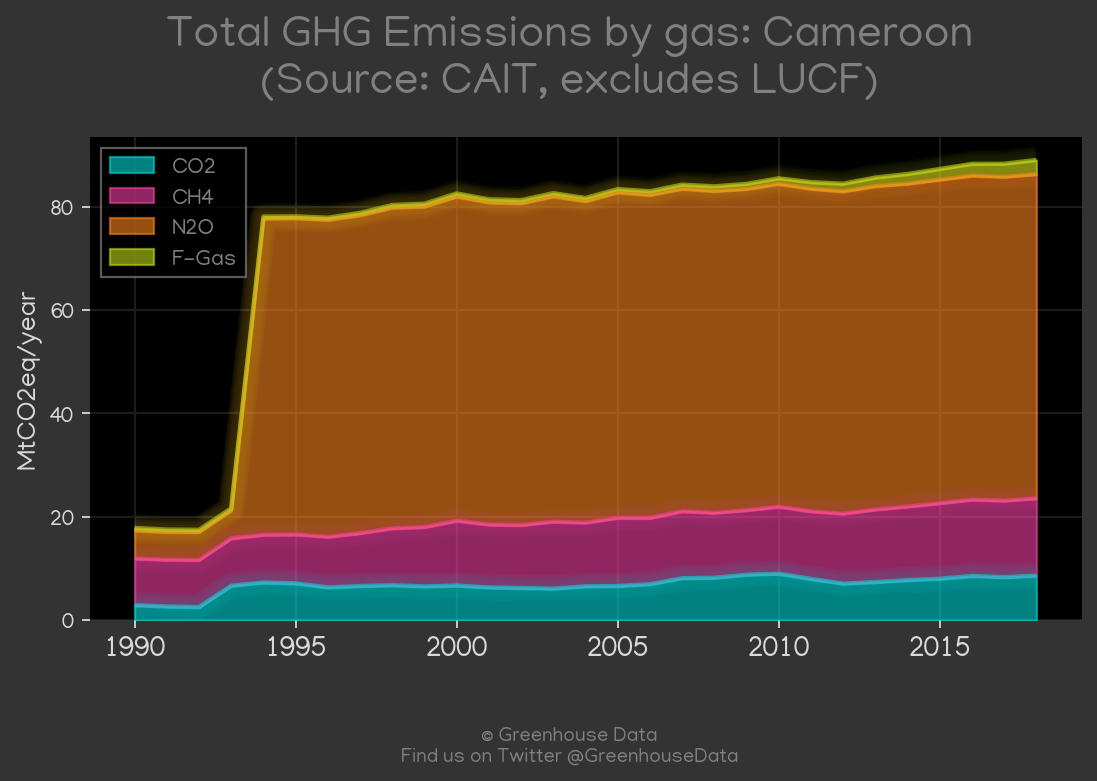 Total GHG Emissions by gas: Cameroon
(Source: CAIT, excludes LUCF)
CO2
CH4
N2O
F-Gas
MtCO2eq/year
80
60
40
20
0
1990 1995 2000 2005 2010 2015
© Greenhouse Data
Find us on Twitter @GreenhouseData